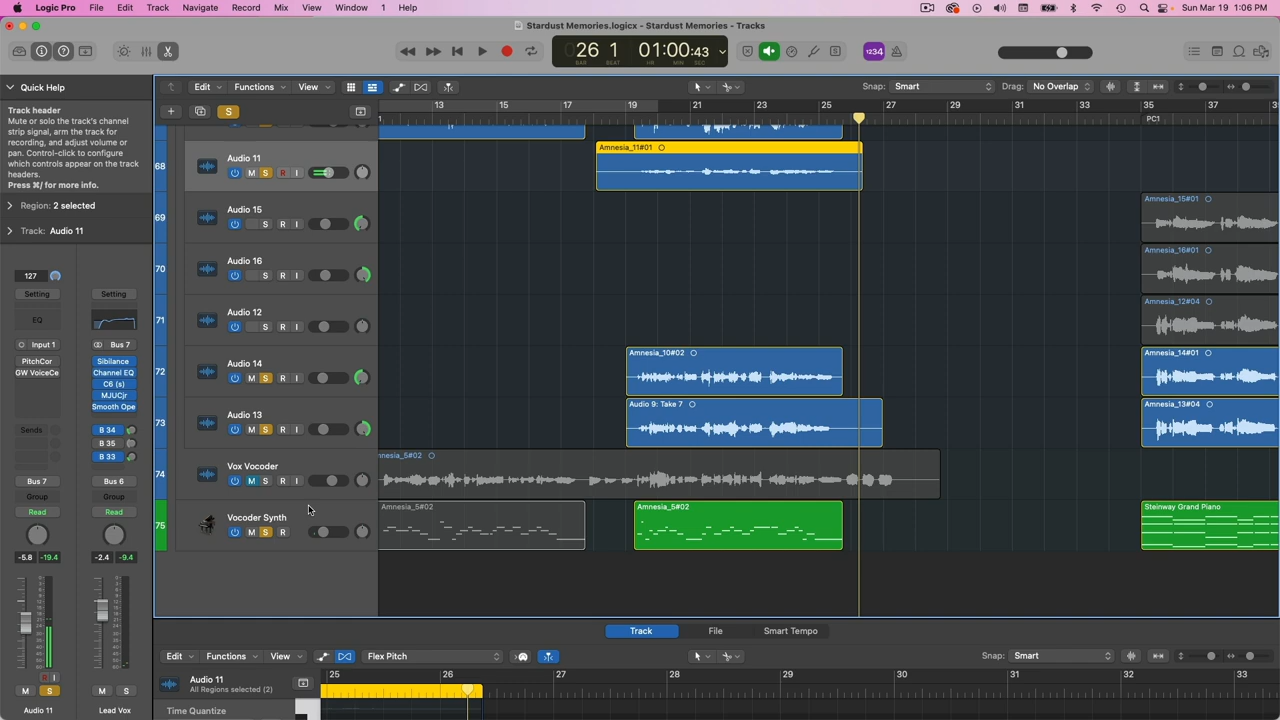 Logic Pro File Edit Track Navigate Record Mix View Window 1 Help Sun Mar 19 1:06 PM
Stardust Memories.logicx - Stardust Memories - Tracks
26 1 01:00:43 1234
BAR BEAT HR MIN SEC
Quick Help
Track header
Mute or solo the track's channel
strip signal, arm the track for
recording, and adjust volume or
pan. Control-click to configure
which controls appear on the track
headers.
Press ⌘/ for more info.
Region: 2 selected
Track: Audio 11
127
Setting Setting
EQ
Input 1 Bus 7
PitchCor Sibilance
GW VoiceCe Channel EQ
C6 (s)
MJUCjr
Smooth Ope
Sends B 34
B 35
B 33
Bus 7 Bus 6
Group Group
Read Read
-5.8 -19.4 -2.4 -9.4
R I
M S M S
Audio 11 Lead Vox
Edit Functions View Snap: Smart Drag: No Overlap
S
13 15 17 19 21 23 25 27 29 31 33 35 37
PC1
68 Audio 11 Amnesia_11#01
M S R I
69 Audio 15 Amnesia_15#01
S R I
70 Audio 16 Amnesia_16#01
S R I
71 Audio 12 Amnesia_12#04
S R I
72 Audio 14 Amnesia_10#02 Amnesia_14#01
M S R I
73 Audio 13 Audio 9: Take 7 Amnesia_13#04
M S R I
74 Vox Vocoder nesia_5#02
M S R I
75 Vocoder Synth Amnesia_5#02 Amnesia_5#02 Steinway Grand Piano
M S R
Track File Smart Tempo
Edit Functions View Flex Pitch Snap: Smart
Audio 11
All Regions selected (2)
25 26 27 28 29 30 31 32 33
Time Quantize